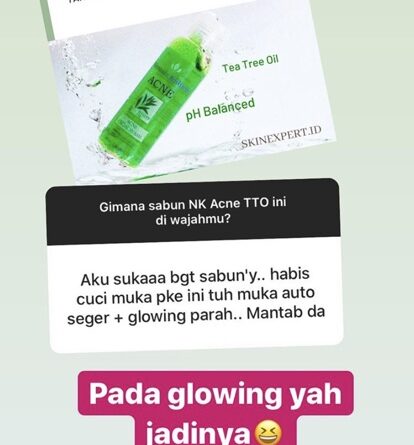 ACNE
Tea Tree Oil
pH Balanced
SKINEXPERT.ID
Gimana sabun NK Acne TTO ini
di wajahmu?
Aku sukaaa bgt sabun'y.. habis
cuci muka pke ini tuh muka auto
seger + glowing parah.. Mantab da
Pada glowing yah
jadinya😆